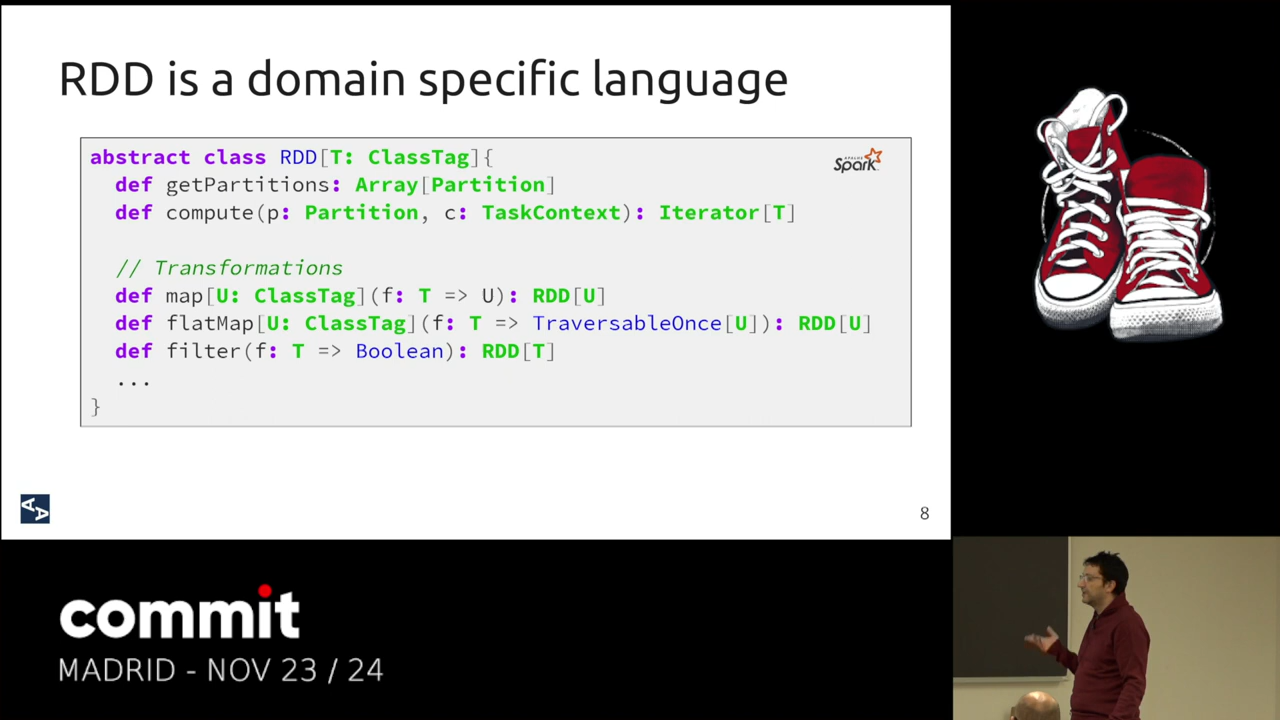 RDD is a domain specific language
abstract class RDD[T: ClassTag]{
APACHE
Spark
def getPartitions: Array[Partition]
def compute(p: Partition, c: TaskContext): Iterator[T]
// Transformations
def map[U: ClassTag](f: T => U): RDD[U]
def flatMap[U: ClassTag](f: T => TraversableOnce[U]): RDD[U]
def filter(f: T => Boolean): RDD[T]
...
}
8
commit
MADRID - NOV 23 / 24